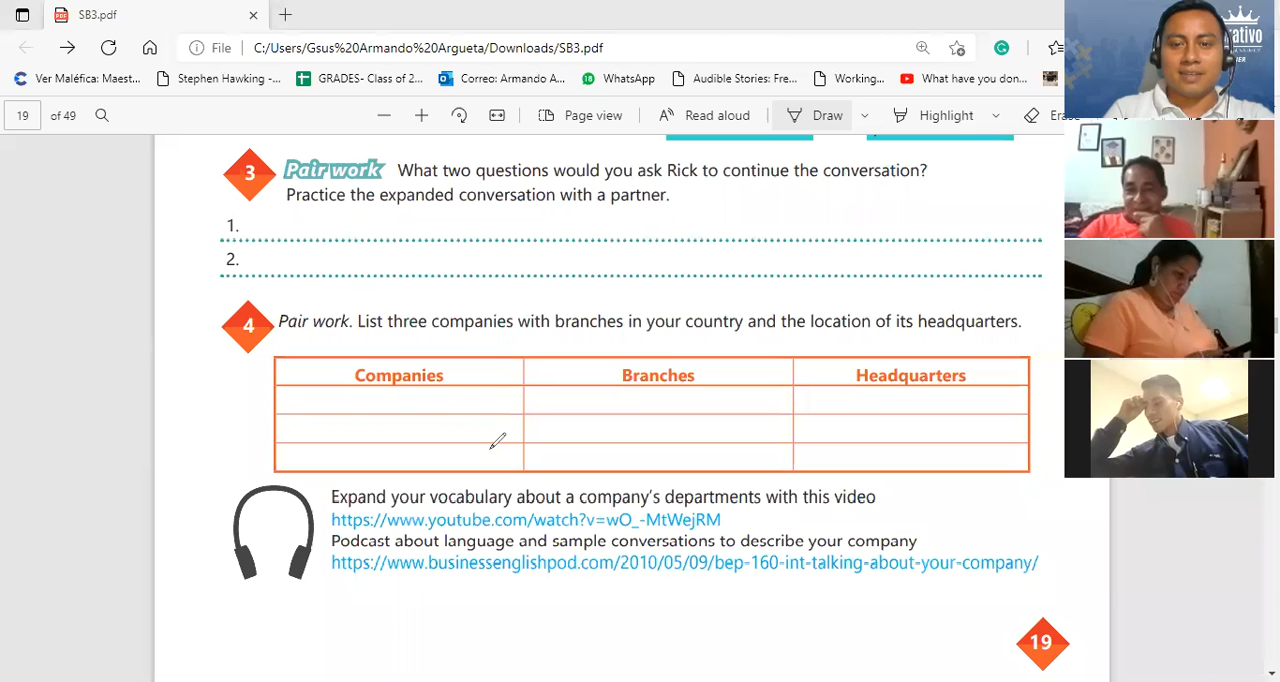 SB3.pdf
File
C:/Users/Gsus%20Armando%20Argueta/Downloads/SB3.pdf
Ver Maléfica: Maest...
Stephen Hawking -...
GRADES- Class of 2...
Correo: Armando A...
WhatsApp
Audible Stories: Fre...
Working...
What have you don...
19 of 49
Page view
Read aloud
Draw
Highlight
Erase
3 Pair work What two questions would you ask Rick to continue the conversation?
Practice the expanded conversation with a partner.
1.
2.
4 Pair work. List three companies with branches in your country and the location of its headquarters.
Companies Branches Headquarters
Expand your vocabulary about a company's departments with this video
https://www.youtube.com/watch?v=wO_-MtWejRM
Podcast about language and sample conversations to describe your company
https://www.businessenglishpod.com/2010/05/09/bep-160-int-talking-about-your-company/
19